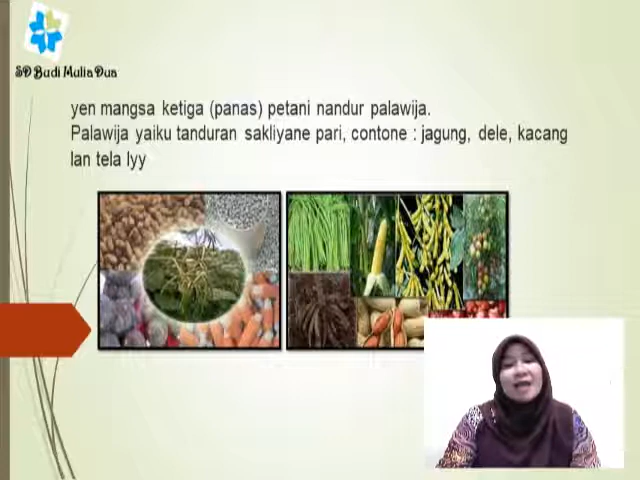 SD Budi Mulia Dua
yen mangsa ketiga (panas) petani nandur palawija.
Palawija yaiku tanduran sakliyane pari, contone : jagung, dele, kacang
lan tela lyy